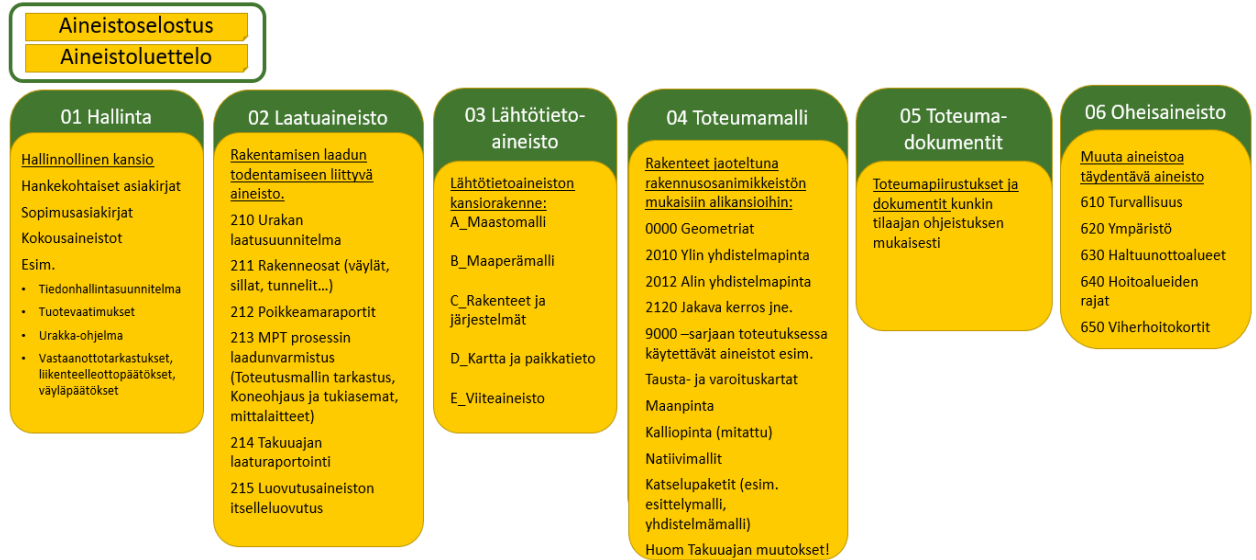 Aineistoselostus
Aineistoluettelo
01 Hallinta
Hallinnollinen kansio
Hankekohtaiset asiakirjat
Sopimusasiakirjat
Kokousaineistot
Esim.
• Tiedonhallintasuunnitelma
• Tuotevaatimukset
• Urakka-ohjelma
• Vastaanottotarkastukset,
liikenteelleottopäätökset,
väyläpäätökset
02 Laatuaineisto
Rakentamisen laadun
todentamiseen liittyvä
aineisto.
210 Urakan
laatusuunnitelma
211 Rakenneosat (väylät,
sillat, tunnelit…)
212 Poikkeamaraportit
213 MPT prosessin
laadunvarmistus
(Toteutusmallin tarkastus,
Koneohjaus ja tukiasemat,
mittalaitteet)
214 Takuuajan
laaturaportointi
215 Luovutusaineiston
itselleluovutus
03 Lähtötieto-
aineisto
Lähtötietoaineiston
kansiorakenne:
A_Maastomalli
B_Maaperämalli
C_Rakenteet ja
järjestelmät
D_Kartta ja paikkatieto
E_Viiteaineisto
04 Toteumamalli
Rakenteet jaoteltuna
rakennusosanimikkeistön
mukaisiin alikansioihin:
0000 Geometriat
2010 Ylin yhdistelmapinta
2012 Alin yhdistelmapinta
2120 Jakava kerros jne.
9000 –sarjaan toteutuksessa
käytettävät aineistot esim.
Tausta- ja varoituskartat
Maanpinta
Kalliopinta (mitattu)
Natiivimallit
Katselupaketit (esim.
esittelymalli,
yhdistelmämalli)
Huom Takuuajan muutokset!
05 Toteuma-
dokumentit
Toteumapiirustukset ja
dokumentit kunkin
tilaajan ohjeistuksen
mukaisesti
06 Oheisaineisto
Muuta aineistoa
täydentävä aineisto
610 Turvallisuus
620 Ympäristö
630 Haltuunottoalueet
640 Hoitoalueiden
rajat
650 Viherhoitokortit